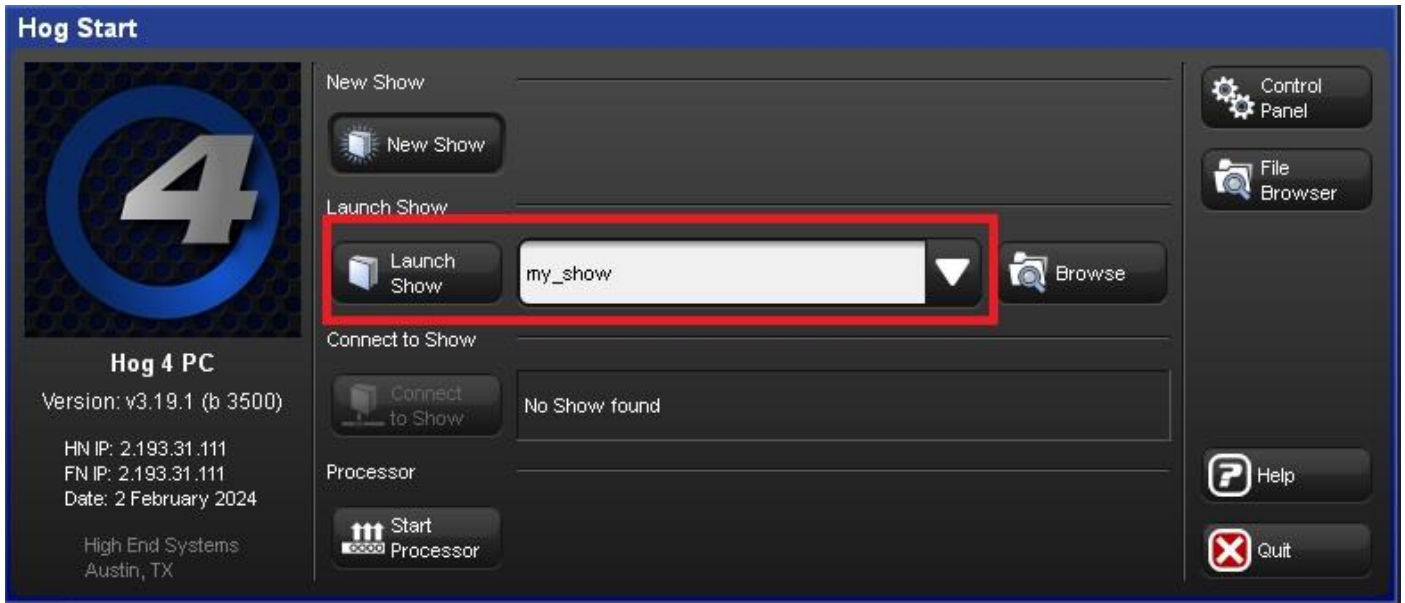 Hog Start
4
Hog 4 PC
Version: v3.19.1 (b 3500)
HN IP: 2.193.31.111
FN IP: 2.193.31.111
Date: 2 February 2024
High End Systems
Austin, TX
New Show
New Show
Launch Show
Launch
Show
my_show
Browse
Connect to Show
Connect
to Show
No Show found
Processor
Start
Processor
Control
Panel
File
Browser
? Help
Quit